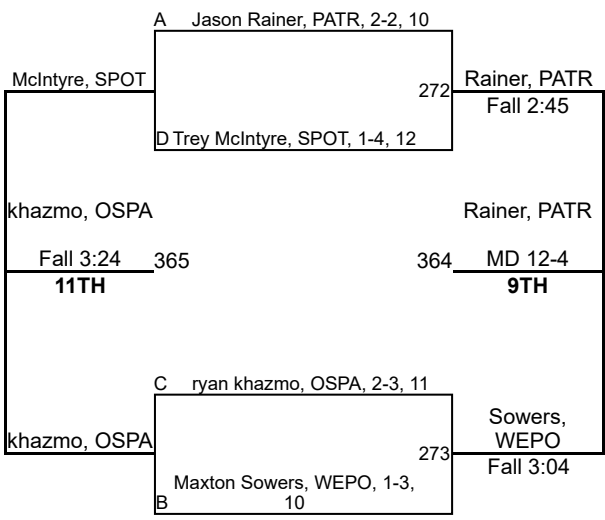 A Jason Rainer, PATR, 2-2, 10
McIntyre, SPOT
272
Rainer, PATR
Fall 2:45
D Trey McIntyre, SPOT, 1-4, 12
khazmo, OSPA
Rainer, PATR
Fall 3:24
365
364
MD 12-4
11TH
9TH
C ryan khazmo, OSPA, 2-3, 11
khazmo, OSPA
273
Sowers,
WEPO
Fall 3:04
Maxton Sowers, WEPO, 1-3,
B 10